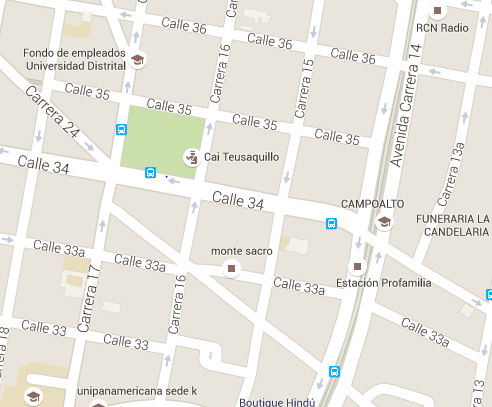 RCN Radio
Calle 36
Calle 36
Fondo de empleados
Universidad Distrital
Carrera 16
Carrera 15
Avenida Carrera 14
Calle 35
Calle 35
Calle 35
Calle 35
Carrera 24
Cai Teusaquillo
Carrera 13a
Calle 34
Calle 34
CAMPOALTO
FUNERARIA LA
CANDELARIA
Calle 33a
Calle 33a
monte sacro
Estación Profamilia
Calle 33a
Carrera 17
Carrera 16
Calle 33a
Carrera 18
Calle 33
Calle 33
Carrera 13
unipanamericana sede k
Boutique Hindú